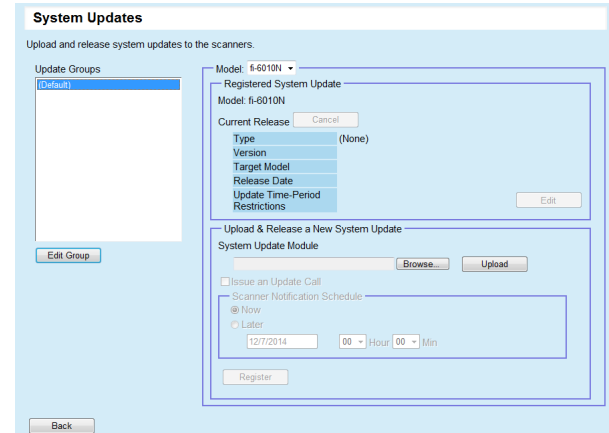 System Updates
Upload and release system updates to the scanners.
Update Groups
(Default)
Edit Group
Model: fi-6010N
Registered System Update
Model: fi-6010N
Current Release Cancel
Type (None)
Version
Target Model
Release Date
Update Time-Period
Restrictions
Edit
Upload & Release a New System Update
System Update Module
Browse... Upload
Issue an Update Call
Scanner Notification Schedule
Now
Later
12/7/2014 00 Hour 00 Min
Register
Back